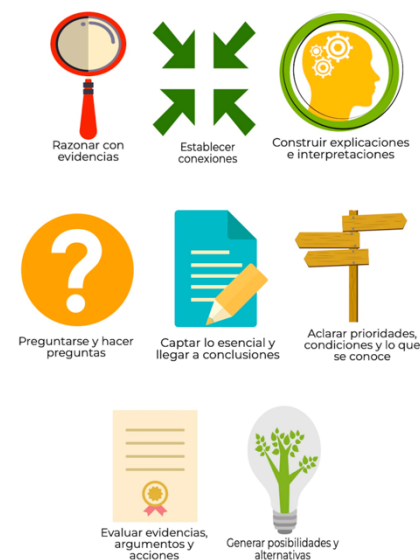 Razonar con
evidencias
Establecer
conexiones
Construir explicaciones
e interpretaciones
?
Preguntarse y hacer
preguntas
Captar lo esencial y
llegar a conclusiones
Aclarar prioridades,
condiciones y lo que
se conoce
Evaluar evidencias,
argumentos y
acciones
Generar posibilidades y
alternativas